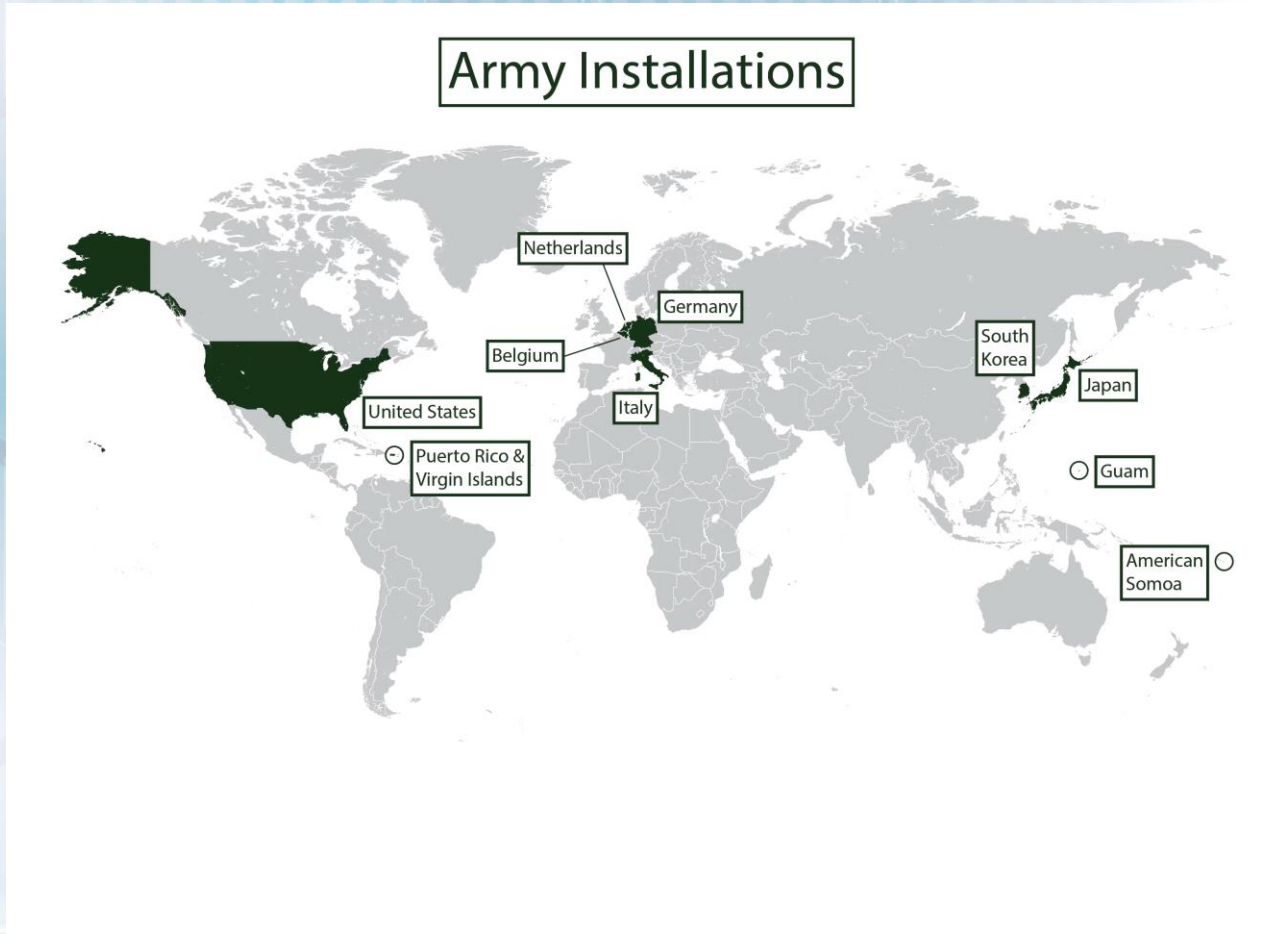 Army Installations
Netherlands
Germany
Belgium
South
Korea
Japan
Italy
United States
Puerto Rico &
Virgin Islands
Guam
American
Somoa